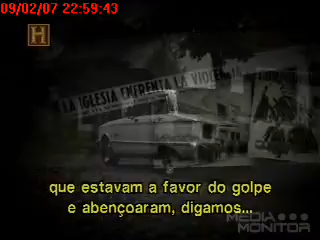 09/02/07 22:59:43
H
LA IGLESIA ENFRENTA LA VIOLENCIA
que estavam a favor do golpe
e abençoaram, digamos...
MEDIA
MONITOR